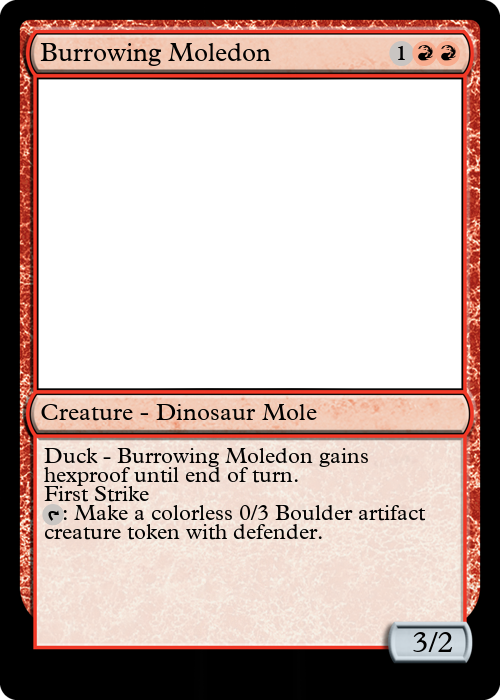 Burrowing Moledon 1
Creature - Dinosaur Mole
Duck - Burrowing Moledon gains
hexproof until end of turn.
First Strike
: Make a colorless 0/3 Boulder artifact
creature token with defender.
3/2